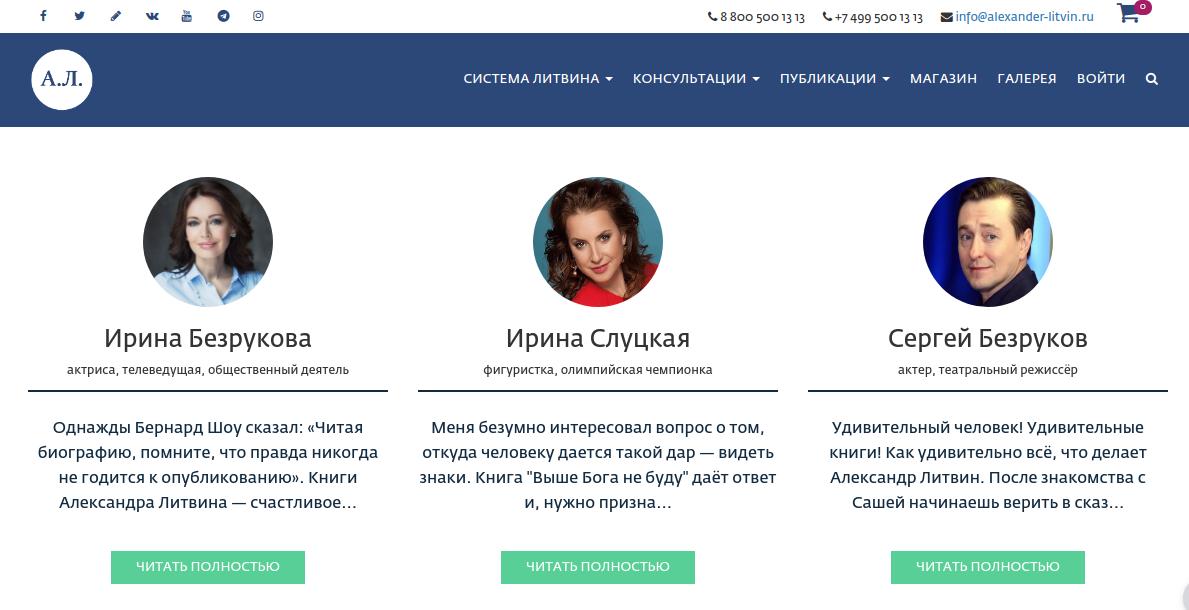 8 800 500 13 13 +7 499 500 13 13 info@alexander-litvin.ru 0
А.Л. СИСТЕМА ЛИТВИНА КОНСУЛЬТАЦИИ ПУБЛИКАЦИИ МАГАЗИН ГАЛЕРЕЯ ВОЙТИ
Ирина Безрукова
актриса, телеведущая, общественный деятель
Однажды Бернард Шоу сказал: «Читая
биографию, помните, что правда никогда
не годится к опубликованию». Книги
Александра Литвина — счастливое...
ЧИТАТЬ ПОЛНОСТЬЮ
Ирина Слуцкая
фигуристка, олимпийская чемпионка
Меня безумно интересовал вопрос о том,
откуда человеку дается такой дар — видеть
знаки. Книга "Выше Бога не буду" даёт ответ
и, нужно призна...
ЧИТАТЬ ПОЛНОСТЬЮ
Сергей Безруков
актер, театральный режиссёр
Удивительный человек! Удивительные
книги! Как удивительно всё, что делает
Александр Литвин. После знакомства с
Сашей начинаешь верить в сказ...
ЧИТАТЬ ПОЛНОСТЬЮ